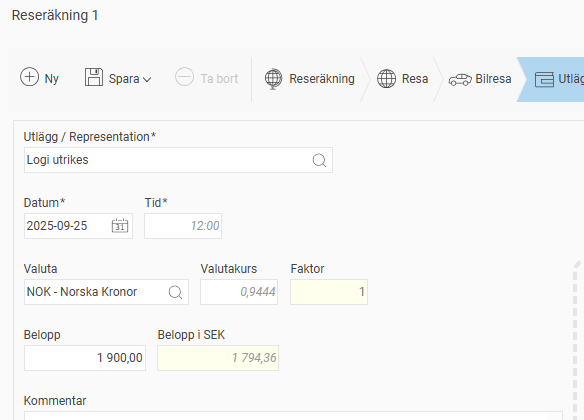 Reseräkning 1
Ny Spara Ta bort Reseräkning Resa Bilresa Utläg
Utlägg / Representation*
Logi utrikes
Datum* Tid*
2025-09-25 31 12:00
Valuta Valutakurs Faktor
NOK - Norska Kronor 0,9444 1
Belopp Belopp i SEK
1 900,00 1 794,36
Kommentar